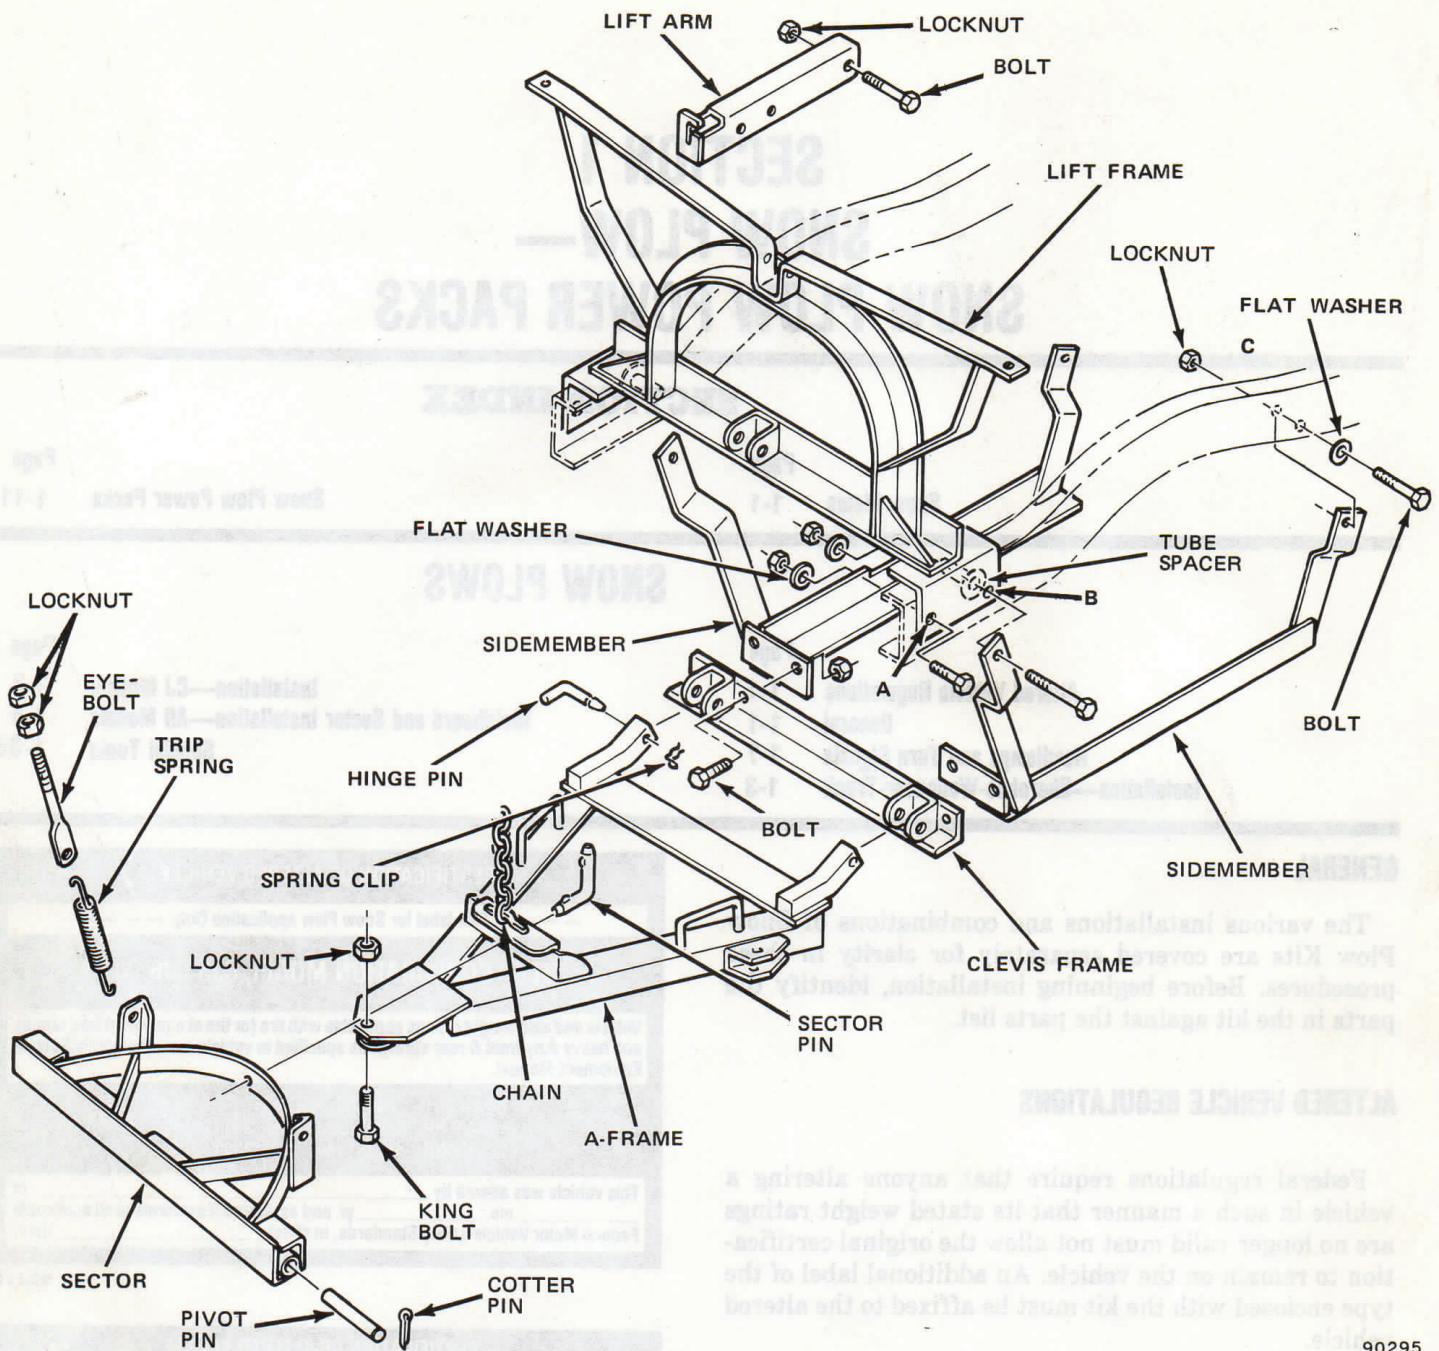 LIFT ARM
LOCKNUT
BOLT
LIFT FRAME
LOCKNUT
C
FLAT WASHER
FLAT WASHER
TUBE
SPACER
B
A
BOLT
LOCKNUT
SIDEMEMBER
EYE-
BOLT
TRIP
SPRING
HINGE PIN
BOLT
SPRING CLIP
SIDEMEMBER
LOCKNUT
CLEVIS FRAME
SECTOR
PIN
CHAIN
A-FRAME
KING
BOLT
SECTOR
COTTER
PIN
PIVOT
PIN
90295